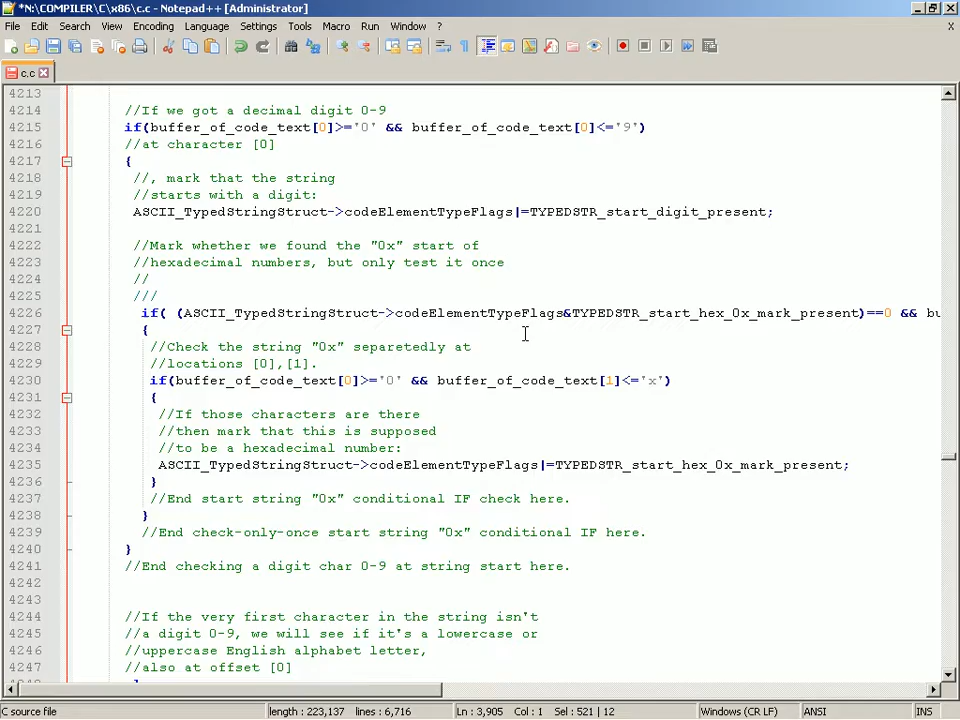 *N:\COMPILER\C\x86\c.c - Notepad++ [Administrator]
File Edit Search View Encoding Language Settings Tools Macro Run Window ? X
c.c
4213
4214 //If we got a decimal digit 0-9
4215 if(buffer_of_code_text[0]>='0' && buffer_of_code_text[0]<='9')
4216 //at character [0]
4217 {
4218 //, mark that the string
4219 //starts with a digit:
4220 ASCII_TypedStringStruct->codeElementTypeFlags|=TYPEDSTR_start_digit_present;
4221
4222 //Mark whether we found the "0x" start of
4223 //hexadecimal numbers, but only test it once
4224 //
4225 ///
4226 if( (ASCII_TypedStringStruct->codeElementTypeFlags&TYPEDSTR_start_hex_0x_mark_present)==0 && bu
4227 {
4228 //Check the string "0x" separetedly at
4229 //locations [0],[1].
4230 if(buffer_of_code_text[0]>='0' && buffer_of_code_text[1]<='x')
4231 {
4232 //If those characters are there
4233 //then mark that this is supposed
4234 //to be a hexadecimal number:
4235 ASCII_TypedStringStruct->codeElementTypeFlags|=TYPEDSTR_start_hex_0x_mark_present;
4236 }
4237 //End start string "0x" conditional IF check here.
4238 }
4239 //End check-only-once start string "0x" conditional IF here.
4240 }
4241 //End checking a digit char 0-9 at string start here.
4242
4243
4244 //If the very first character in the string isn't
4245 //a digit 0-9, we will see if it's a lowercase or
4246 //uppercase English alphabet letter,
4247 //also at offset [0]
C source file length : 223,137 lines : 6,716 Ln : 3,905 Col : 1 Sel : 521 | 12 Windows (CR LF) ANSI INS